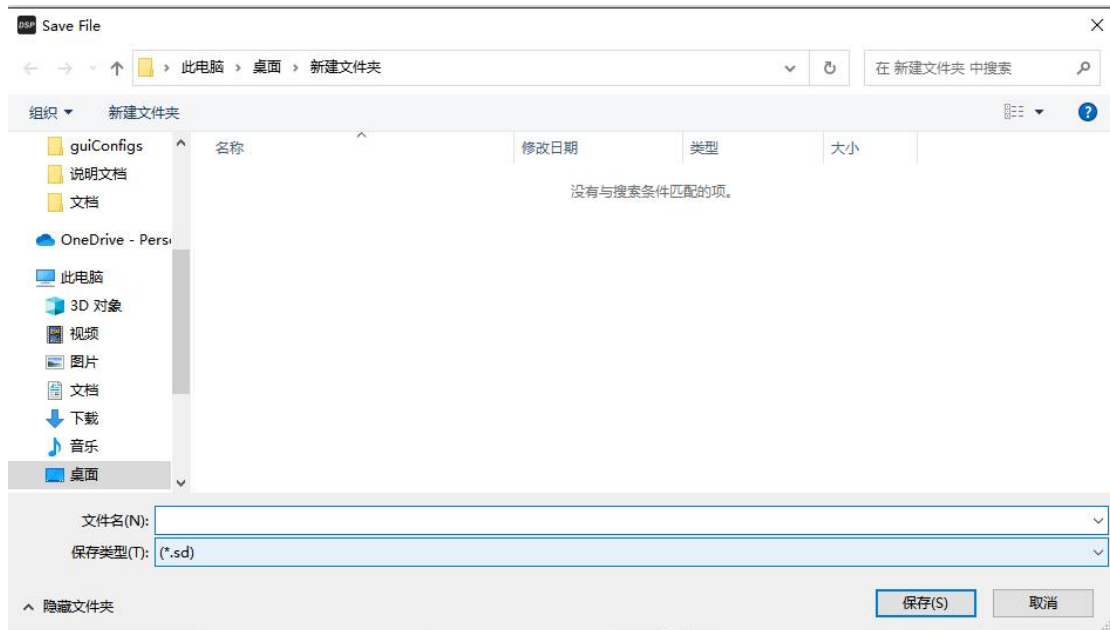 DSP Save File
此电脑 › 桌面 › 新建文件夹
在 新建文件夹 中搜索
组织 新建文件夹
?
名称 修改日期 类型 大小
没有与搜索条件匹配的项。
guiConfigs
说明文档
文档
OneDrive - Pers
此电脑
3D 对象
视频
图片
文档
下载
音乐
桌面
文件名(N):
保存类型(T): (*.sd)
隐藏文件夹
保存(S) 取消